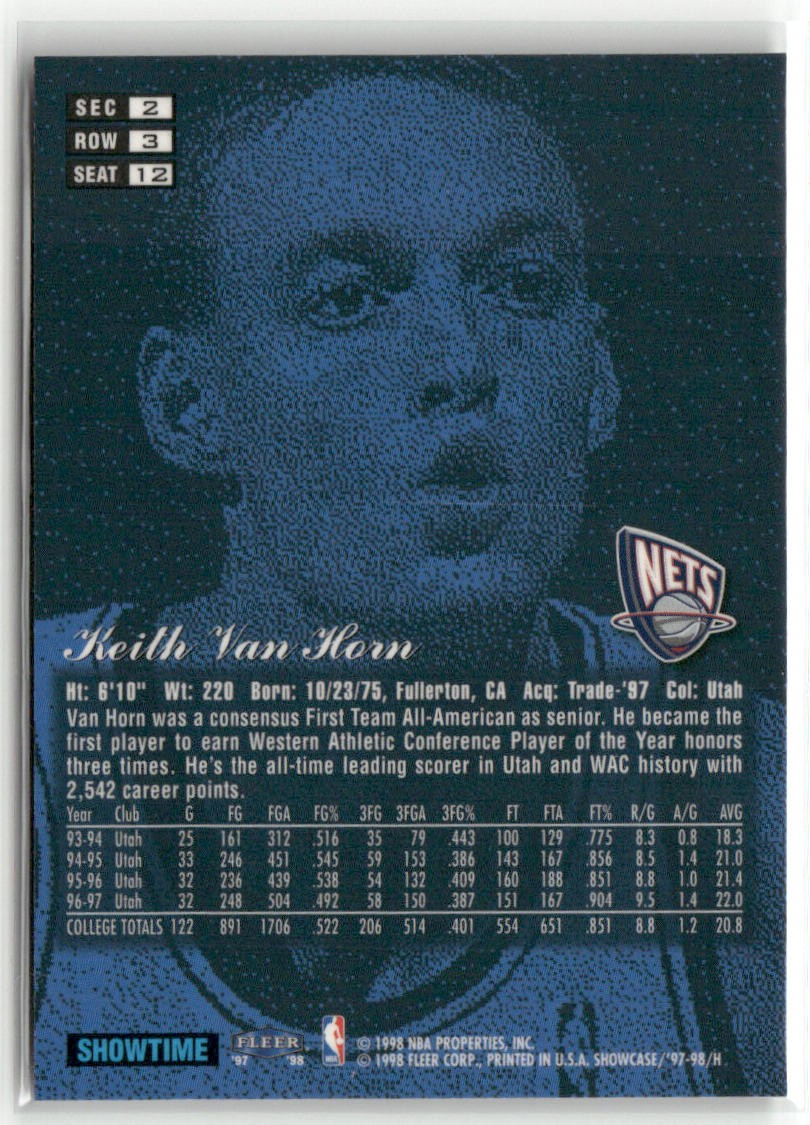 SEC 2
ROW 3
SEAT 12
NETS
Keith Van Horn
Ht: 6'10" Wt: 220 Born: 10/23/75, Fullerton, CA Acq: Trade-'97 Col: Utah
Van Horn was a consensus First Team All-American as senior. He became the
first player to earn Western Athletic Conference Player of the Year honors
three times. He's the all-time leading scorer in Utah and WAC history with
2,542 career points.
Year Club G FG FGA FG% 3FG 3FGA 3FG% FT FTA FT% R/G A/G AVG
93-94 Utah 25 161 312 .516 35 79 .443 100 129 .775 8.3 0.8 18.3
94-95 Utah 33 246 451 .545 59 153 .386 143 167 .856 8.5 1.4 21.0
95-96 Utah 32 236 439 .538 54 132 .409 160 188 .851 8.8 1.0 21.4
96-97 Utah 32 248 504 .492 58 150 .387 151 167 .904 9.5 1.4 22.0
COLLEGE TOTALS 122 891 1706 .522 206 514 .401 554 651 .851 8.8 1.2 20.8
SHOWTIME
FLEER
'97 '98
NBA
© 1998 NBA PROPERTIES, INC.
© 1998 FLEER CORP., PRINTED IN U.S.A. SHOWCASE/'97-98/H